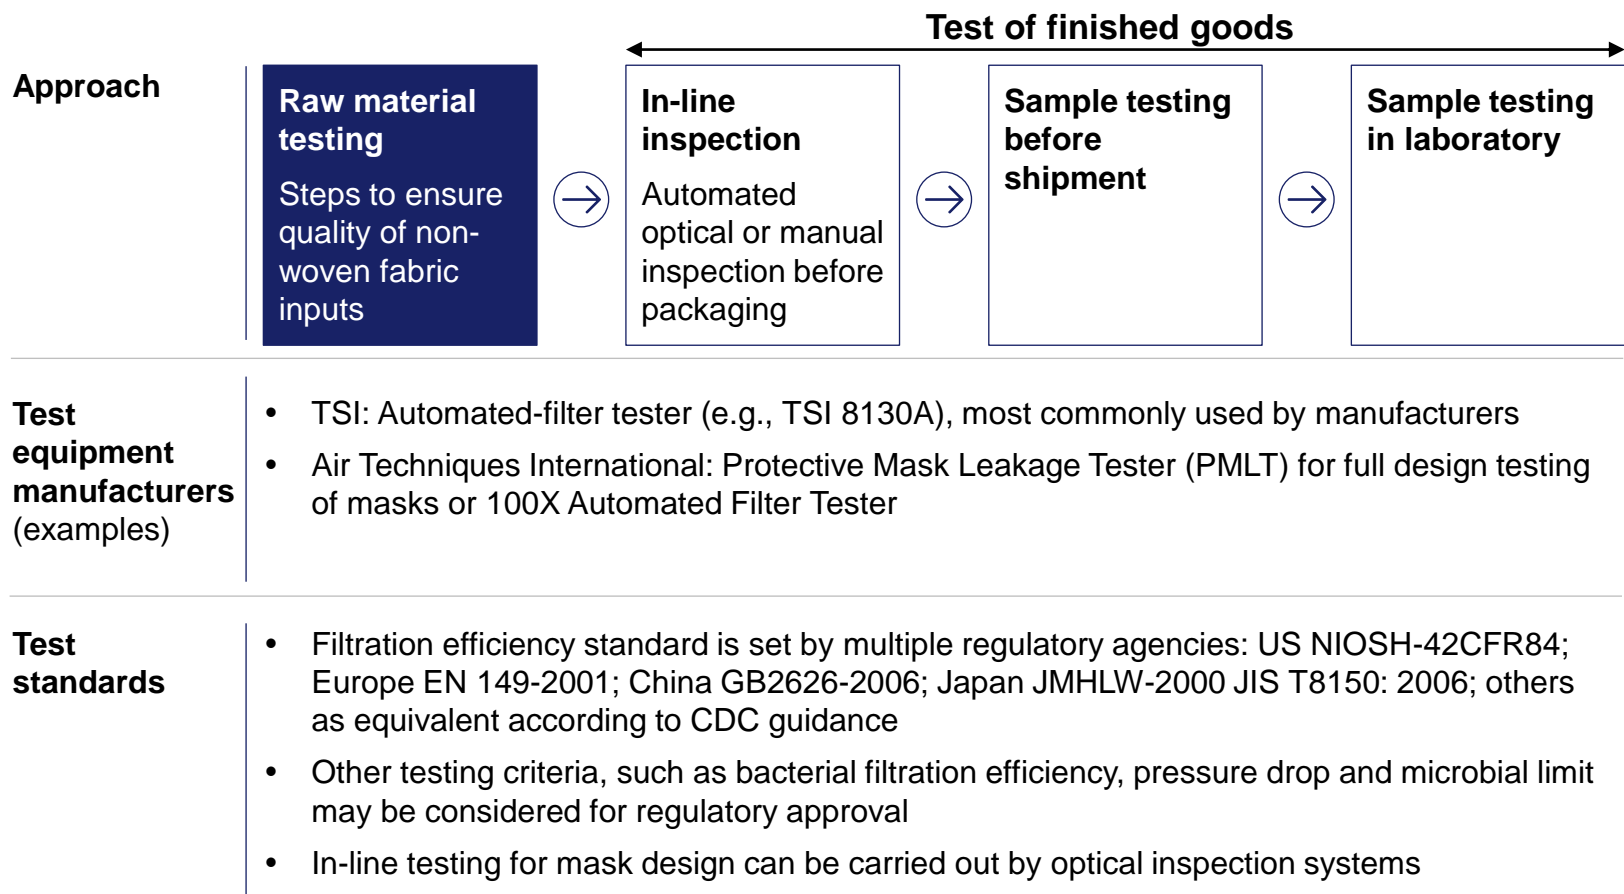 Test of finished goods
Approach
Raw material
testing
Steps to ensure
quality of non-
woven fabric
inputs
In-line
inspection
Automated
optical or manual
inspection before
packaging
Sample testing
before
shipment
Sample testing
in laboratory
Test
equipment
manufacturers
(examples)
• TSI: Automated-filter tester (e.g., TSI 8130A), most commonly used by manufacturers
• Air Techniques International: Protective Mask Leakage Tester (PMLT) for full design testing
of masks or 100X Automated Filter Tester
Test
standards
• Filtration efficiency standard is set by multiple regulatory agencies: US NIOSH-42CFR84;
Europe EN 149-2001; China GB2626-2006; Japan JMHLW-2000 JIS T8150: 2006; others
as equivalent according to CDC guidance
• Other testing criteria, such as bacterial filtration efficiency, pressure drop and microbial limit
may be considered for regulatory approval
• In-line testing for mask design can be carried out by optical inspection systems